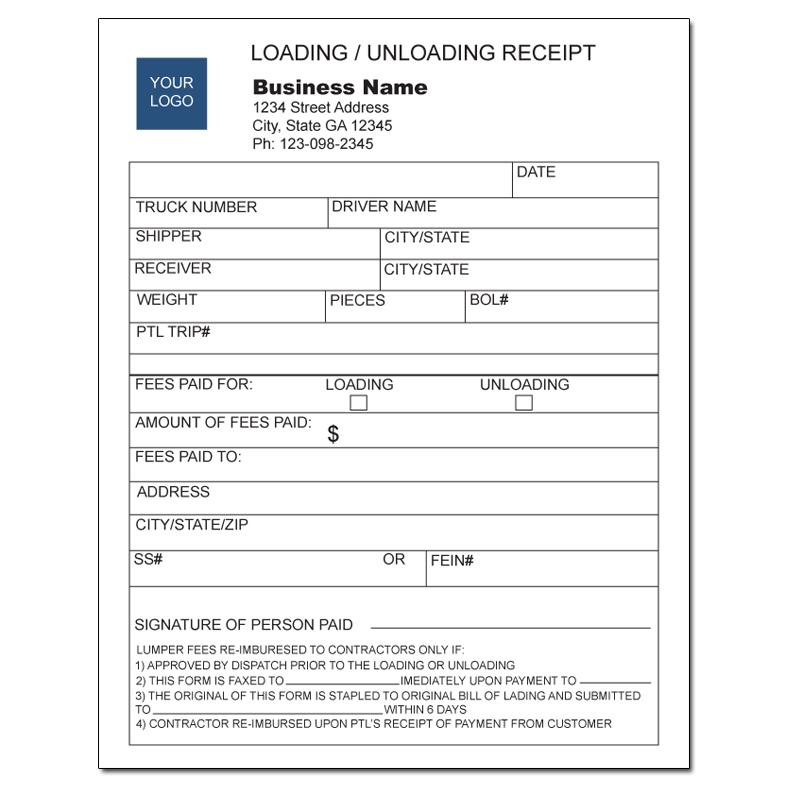 LOADING / UNLOADING RECEIPT
YOUR
LOGO
Business Name
1234 Street Address
City, State GA 12345
Ph: 123-098-2345
DATE
TRUCK NUMBER DRIVER NAME
SHIPPER CITY/STATE
RECEIVER CITY/STATE
WEIGHT PIECES BOL#
PTL TRIP#
FEES PAID FOR: LOADING UNLOADING
AMOUNT OF FEES PAID: $
FEES PAID TO:
ADDRESS
CITY/STATE/ZIP
SS# OR FEIN#
SIGNATURE OF PERSON PAID
LUMPER FEES RE-IMBURESED TO CONTRACTORS ONLY IF:
1) APPROVED BY DISPATCH PRIOR TO THE LOADING OR UNLOADING
2) THIS FORM IS FAXED TO IMEDIATELY UPON PAYMENT TO
3) THE ORIGINAL OF THIS FORM IS STAPLED TO ORIGINAL BILL OF LADING AND SUBMITTED
TO WITHIN 6 DAYS
4) CONTRACTOR RE-IMBURSED UPON PTL'S RECEIPT OF PAYMENT FROM CUSTOMER